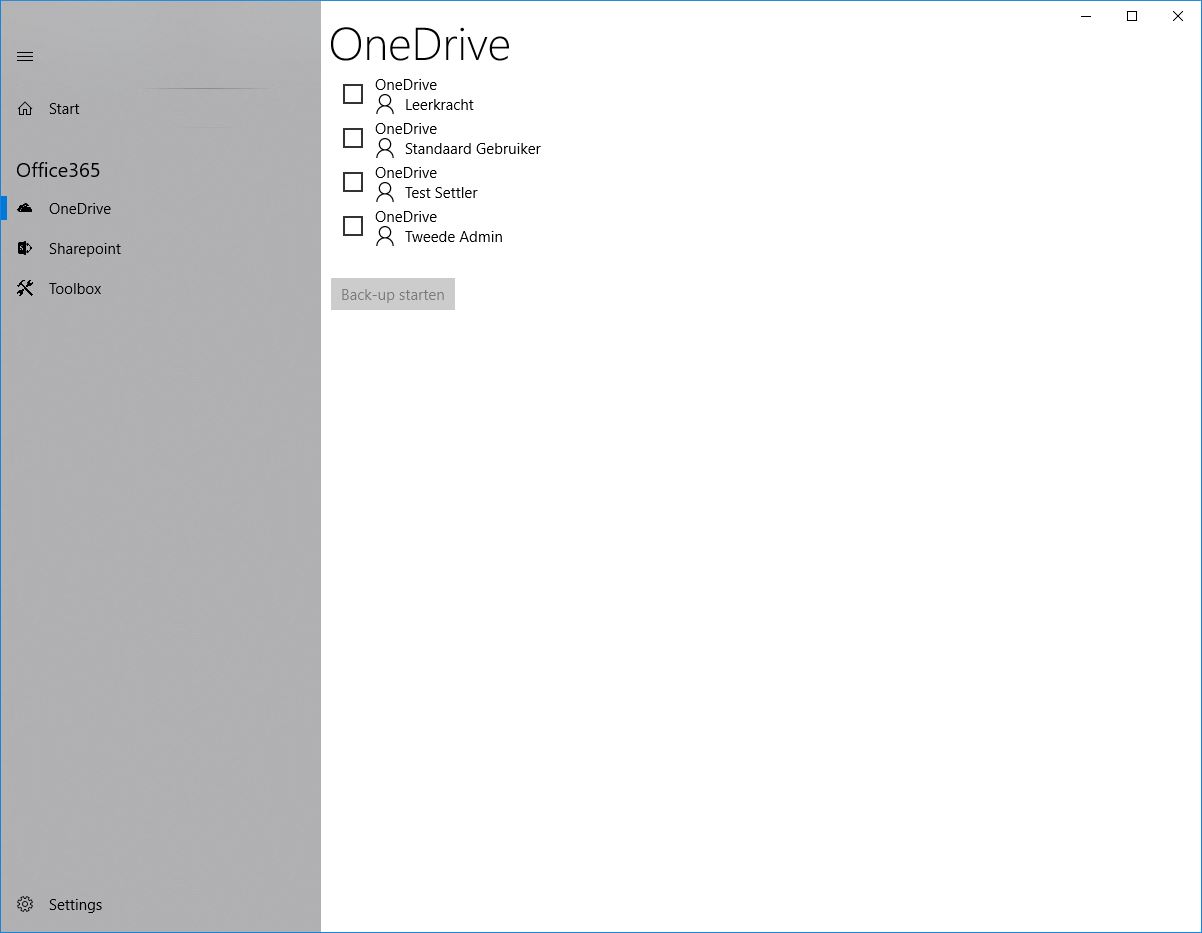 Start
Office365
OneDrive
Sharepoint
Toolbox
Settings
OneDrive
OneDrive
Leerkracht
OneDrive
Standaard Gebruiker
OneDrive
Test Settler
OneDrive
Tweede Admin
Back-up starten